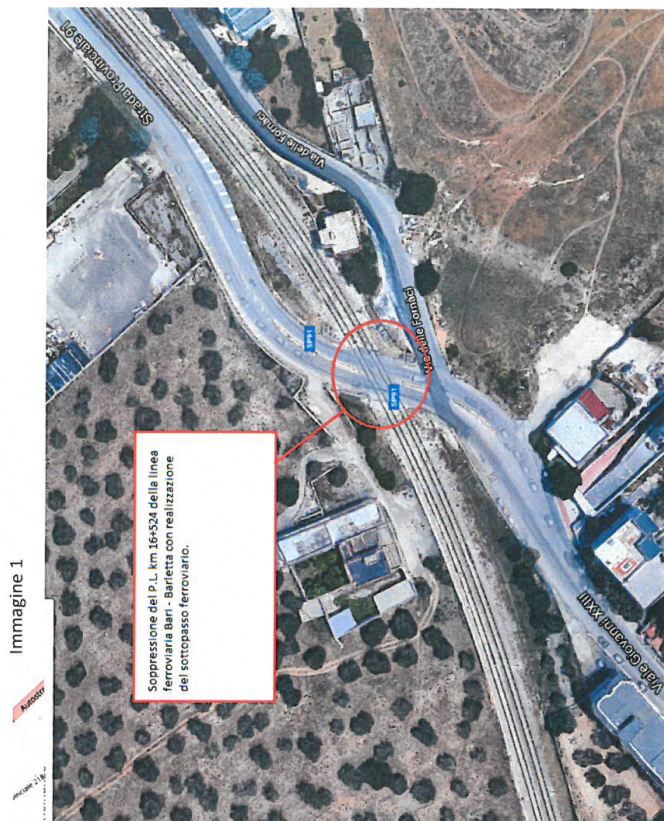 Immagine 1
Autostra
Strada Provinciale 91
Via delle Fornaci
SP91
Via delle Fornaci
SP91
Soppressione del P.L. km 16+524 della linea
ferroviaria Bari - Barletta con realizzazione
del sottopasso ferroviario.
Viale Giovanni XXIII